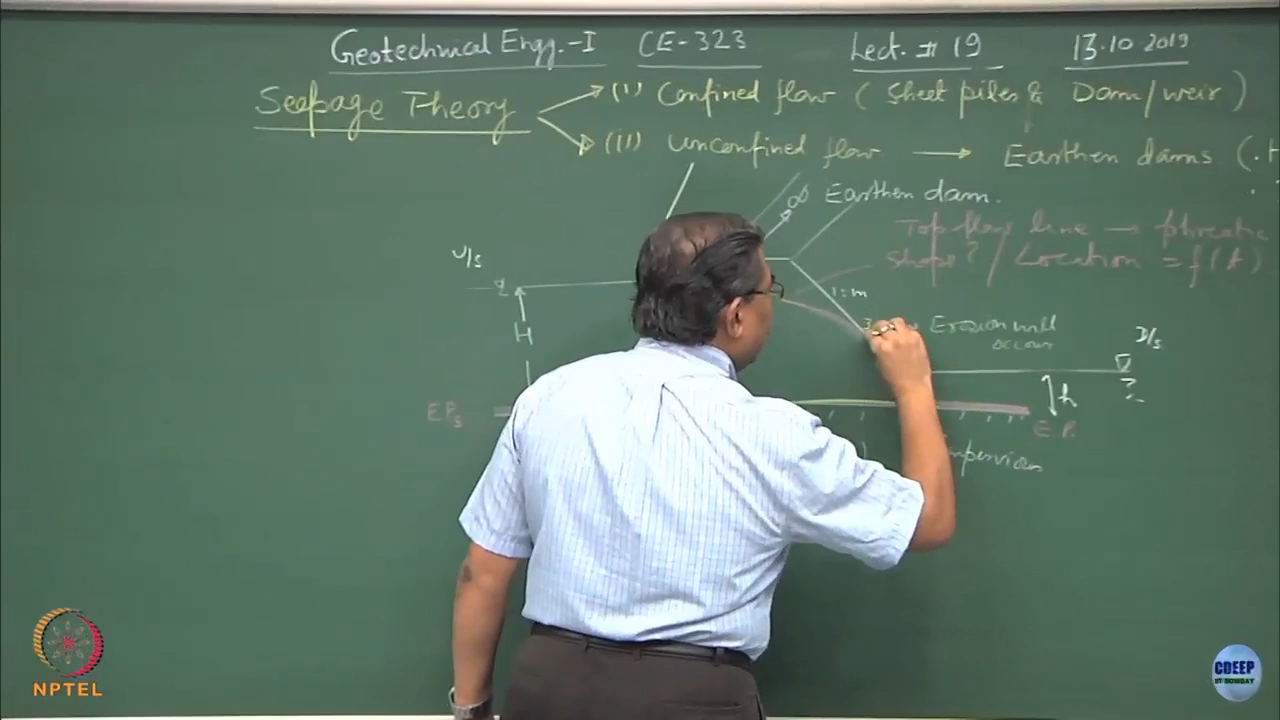 Geotechnical Engg.-I CE-323 Lect. # 19 13.10.2019
Seepage Theory (i) Confined flow ( Sheet piles & Dam/weir )
(ii) Unconfined flow → Earthen dams (
Earthen dam.
Top flow line → phreatic
U/s
Shape? / Location = f(t)
1:m
H
Erosion will
occur
D/s
h
EPs
E.P.
impervious
NPTEL
CDEEP
IIT BOMBAY